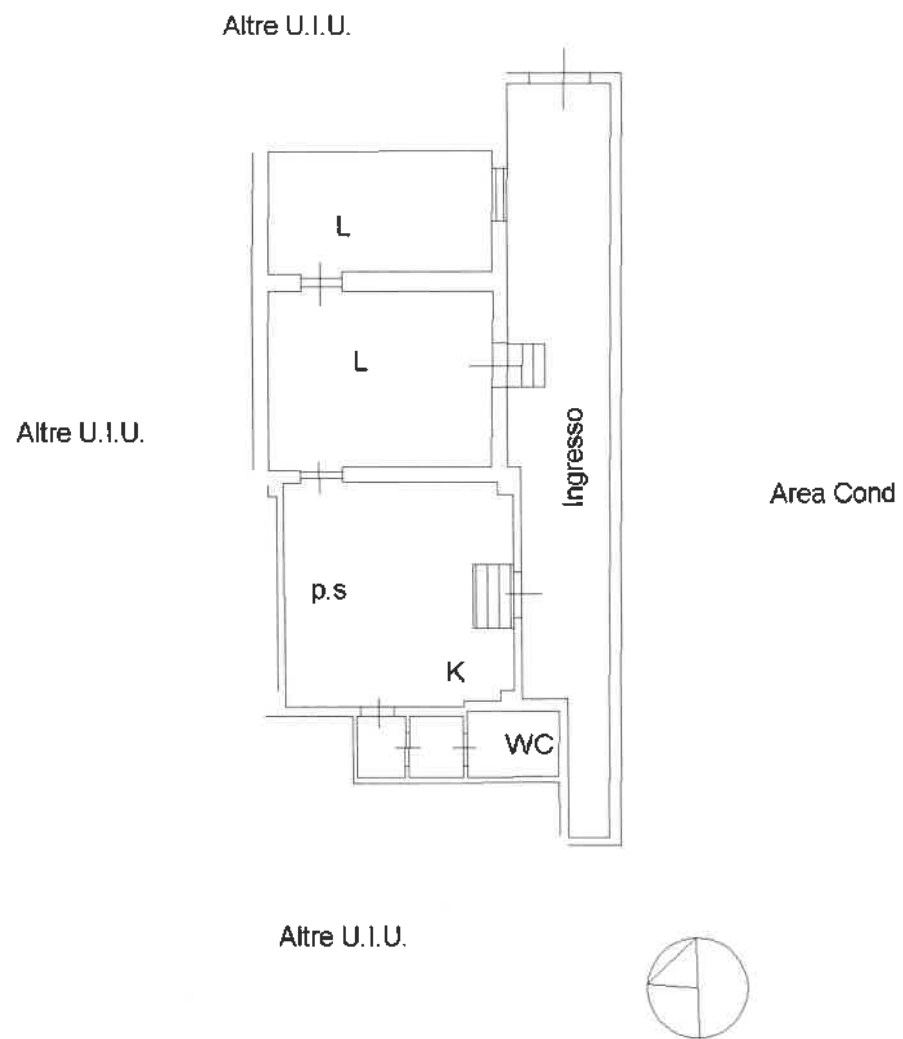 Altre U.I.U.
L
L
Ingresso
Altre U.I.U.
Area Cond
p.s
K
WC
Altre U.I.U.